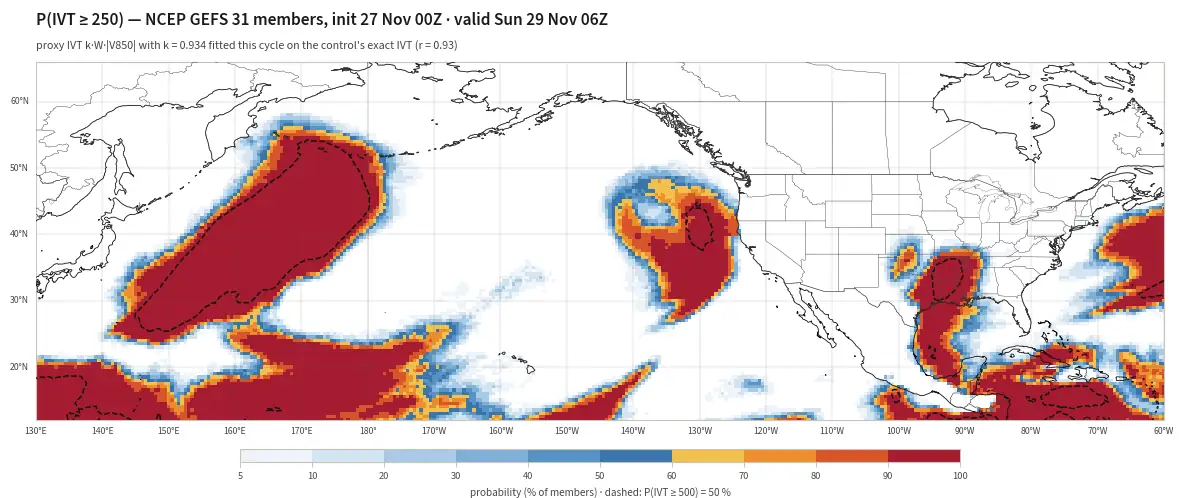 P(IVT ≥ 250) — NCEP GEFS 31 members, init 27 Nov 00Z · valid Sun 29 Nov 06Z
proxy IVT k·W·|V850| with k = 0.934 fitted this cycle on the control's exact IVT (r = 0.93)
60°N
50°N
40°N
30°N
20°N
130°E 140°E 150°E 160°E 170°E 180° 170°W 160°W 150°W 140°W 130°W 120°W 110°W 100°W 90°W 80°W 70°W 60°W
5 10 20 30 40 50 60 70 80 90 100
probability (% of members) · dashed: P(IVT ≥ 500) = 50 %